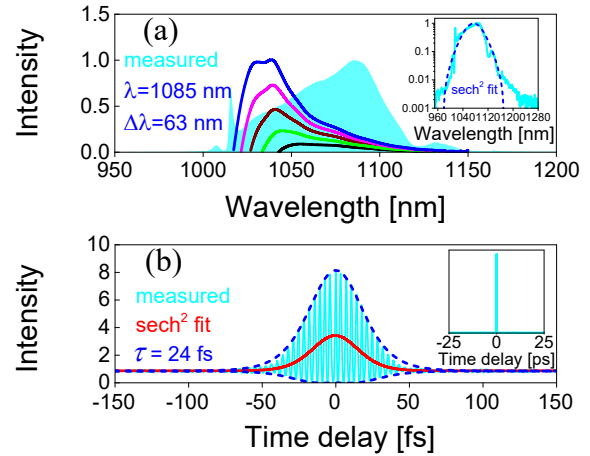 (a)
measured
λ=1085 nm
Δλ=63 nm
Intensity
1.5
1.0
0.5
0.0
950 1000 1050 1100 1150 1200
Wavelength [nm]
1
0.1
0.01
0.001
sech² fit
960 1040 1120 1200 1280
Wavelength [nm]
(b)
measured
sech² fit
τ = 24 fs
Intensity
10
8
6
4
2
0
-150 -100 -50 0 50 100 150
Time delay [fs]
-25 0 25
Time delay [ps]